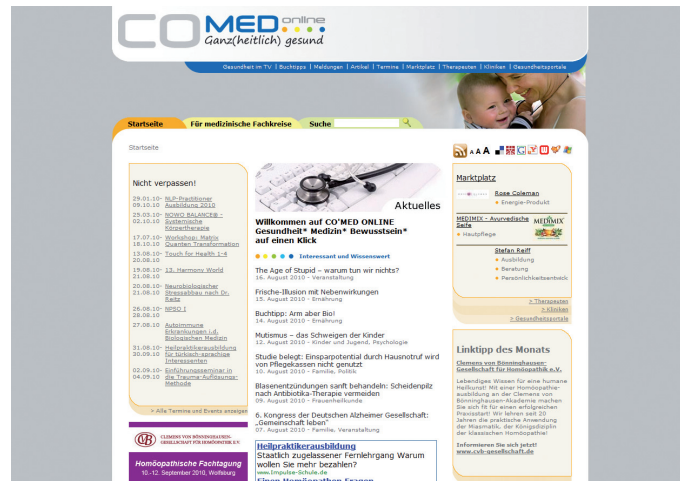 COMED online
Ganz(heitlich) gesund
Gesundheit im TV | Buchtipps | Meldungen | Artikel | Termine | Marktplatz | Therapeuten | Kliniken | Gesundheitsportale
Startseite
Für medizinische Fachkreise
Suche
Startseite
A A A
Nicht verpassen!
29.01.10- NLP-Practitioner
09.10.10 Ausbildung 2010
25.03.10- NOWO BALANCE® -
02.10.10 Systemische
Körpertherapie
17.07.10- Workshop: Matrix
18.10.10 Quanten Transformation
13.08.10- Touch for Health 1-4
20.08.10
19.08.10- 13. Harmony World
21.08.10
20.08.10- Neurobiologischer
21.08.10 Stressabbau nach Dr.
Reitz
26.08.10- NPSO I
28.08.10
27.08.10 Autoimmune
Erkrankungen i.d.
Biologischen Medizin
31.08.10- Heilpraktikerausbildung
30.09.10 für türkisch-sprachige
Interessenten
02.09.10- Einführungsseminar in
04.09.10 die Trauma-Auflösungs-
Methode
> Alle Termine und Events anzeigen
CLEMENS VON BÖNNINGHAUSEN-
GESELLSCHAFT FÜR HOMÖOPATHIE E.V.
Homöopathische Fachtagung
10.-12. September 2010, Wolfsburg
Aktuelles
Willkommen auf CO'MED ONLINE
Gesundheit* Medizin* Bewusstsein*
auf einen Klick
Interessant und Wissenswert
The Age of Stupid – warum tun wir nichts?
16. August 2010 - Veranstaltung
Frische-Illusion mit Nebenwirkungen
15. August 2010 - Ernährung
Buchtipp: Arm aber Bio!
14. August 2010 - Ernährung
Mutismus – das Schweigen der Kinder
12. August 2010 - Kinder und Jugend, Psychologie
Studie belegt: Einsparpotential durch Hausnotruf wird
von Pflegekassen nicht genutzt
10. August 2010 - Familie, Politik
Blasenentzündungen sanft behandeln: Scheidenpilz
nach Antibiotika-Therapie vermeiden
09. August 2010 - Frauenheilkunde
6. Kongress der Deutschen Alzheimer Gesellschaft:
„Gemeinschaft leben"
07. August 2010 - Familie, Veranstaltung
Heilpraktikerausbildung
Staatlich zugelassener Fernlehrgang Warum
wollen Sie mehr bezahlen?
www.Impulse-Schule.de
Einen Homöopathen Fragen
Marktplatz
Rose Coleman
Energie-Produkt
MEDIMIX - Ayurvedische
Seife
MEDIMIX
Hautpflege
Stefan Reiff
Ausbildung
Beratung
Persönlichkeitsentwick
> Therapeuten
> Kliniken
> Gesundheitsportale
Linktipp des Monats
Clemens von Bönninghausen-
Gesellschaft für Homöopathik e.V.
Lebendiges Wissen für eine humane
Heilkunst! Mit einer Homöopathie-
ausbildung an der Clemens von
Bönninghausen-Akademie machen
Sie sich fit für einen erfolgreichen
Praxisstart! Wir lehren seit 20
Jahren die praktische Anwendung
der Miasmatik, der Königsdizplin
der klassischen Homöopathie!
Informieren Sie sich jetzt!
www.cvb-gesellschaft.de